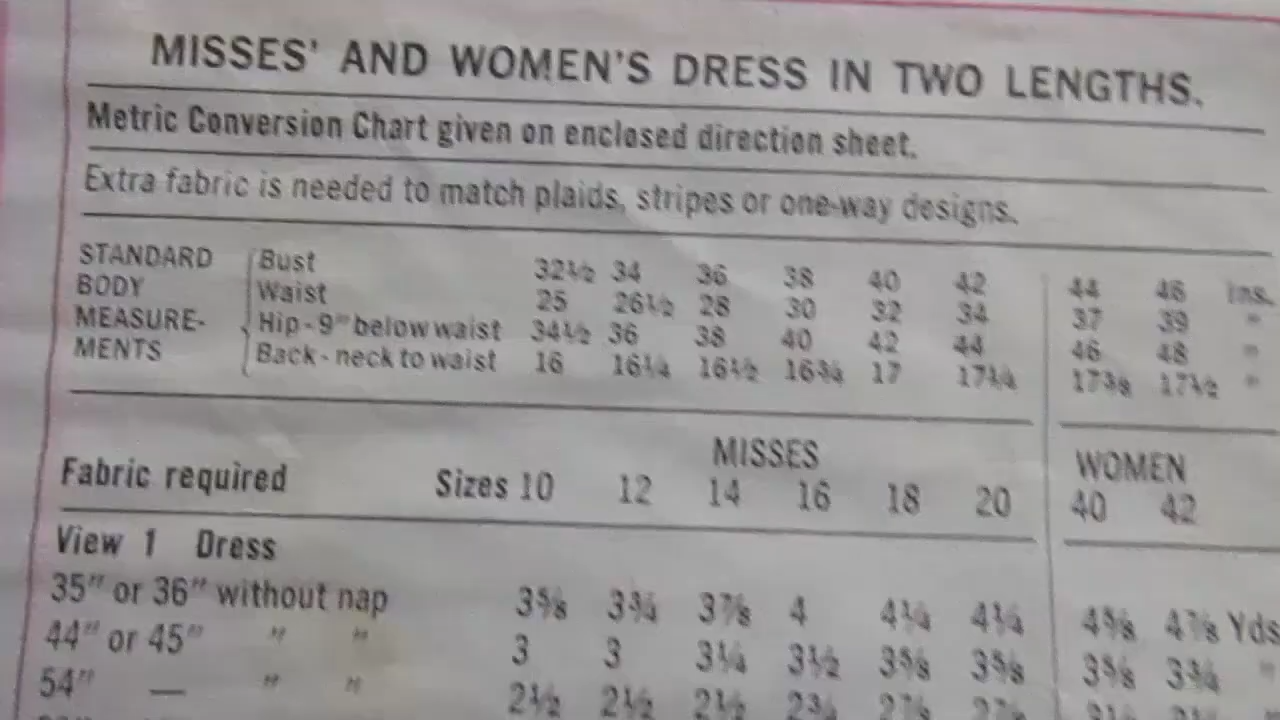 MISSES' AND WOMEN'S DRESS IN TWO LENGTHS.
Metric Conversion Chart given on enclosed direction sheet.
Extra fabric is needed to match plaids, stripes or one-way designs.
STANDARD Bust 32½ 34 36 38 40 42 44 46 Ins.
BODY Waist 25 26½ 28 30 32 34 37 39 "
MEASURE- Hip - 9" below waist 34½ 36 38 40 42 44 46 48 "
MENTS Back - neck to waist 16 16¼ 16½ 16¾ 17 17¼ 17⅜ 17½ "
MISSES WOMEN
Fabric required Sizes 10 12 14 16 18 20 40 42
View 1 Dress
35" or 36" without nap 3⅝ 3¾ 3⅞ 4 4¼ 4¼ 4⅝ 4⅞ Yds
44" or 45" " " 3 3 3¼ 3½ 3⅝ 3⅝ 3⅝ 3¾ "
54" — " " 2½ 2½ 2½ 2¾ 2⅞ 2⅞